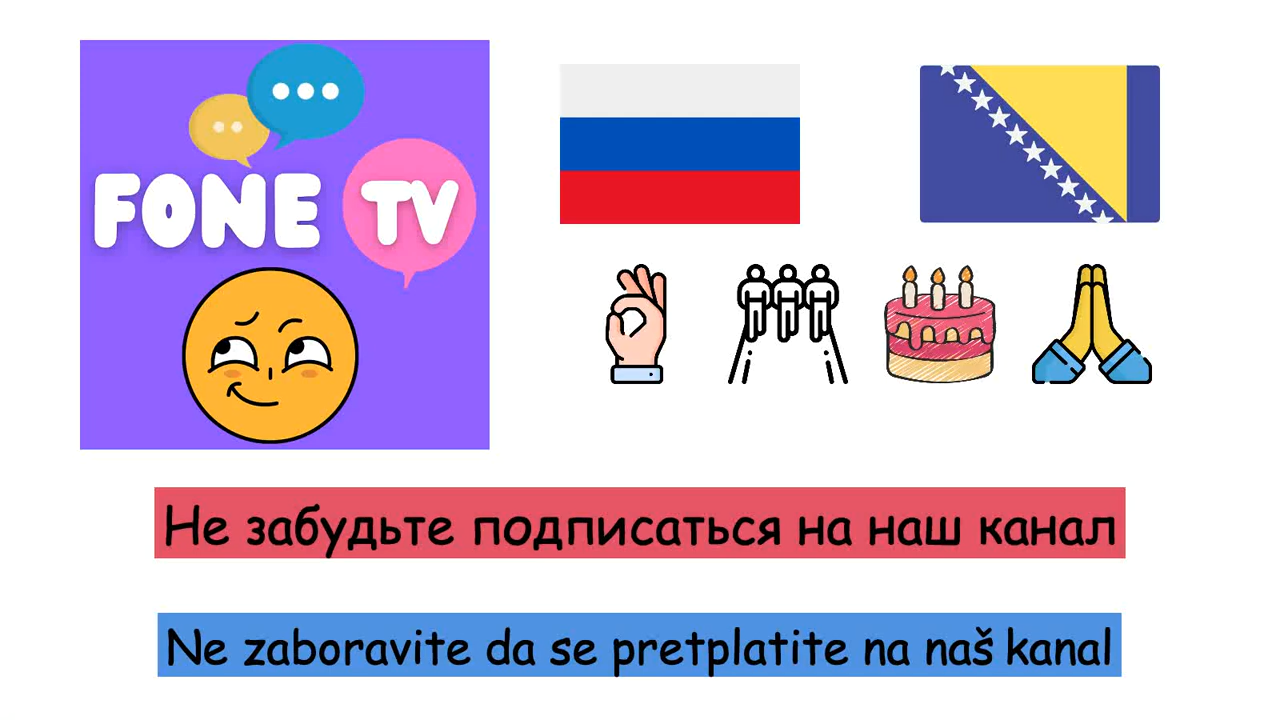 FONE TV
Не забудьте подписаться на наш канал
Ne zaboravite da se pretplatite na naš kanal